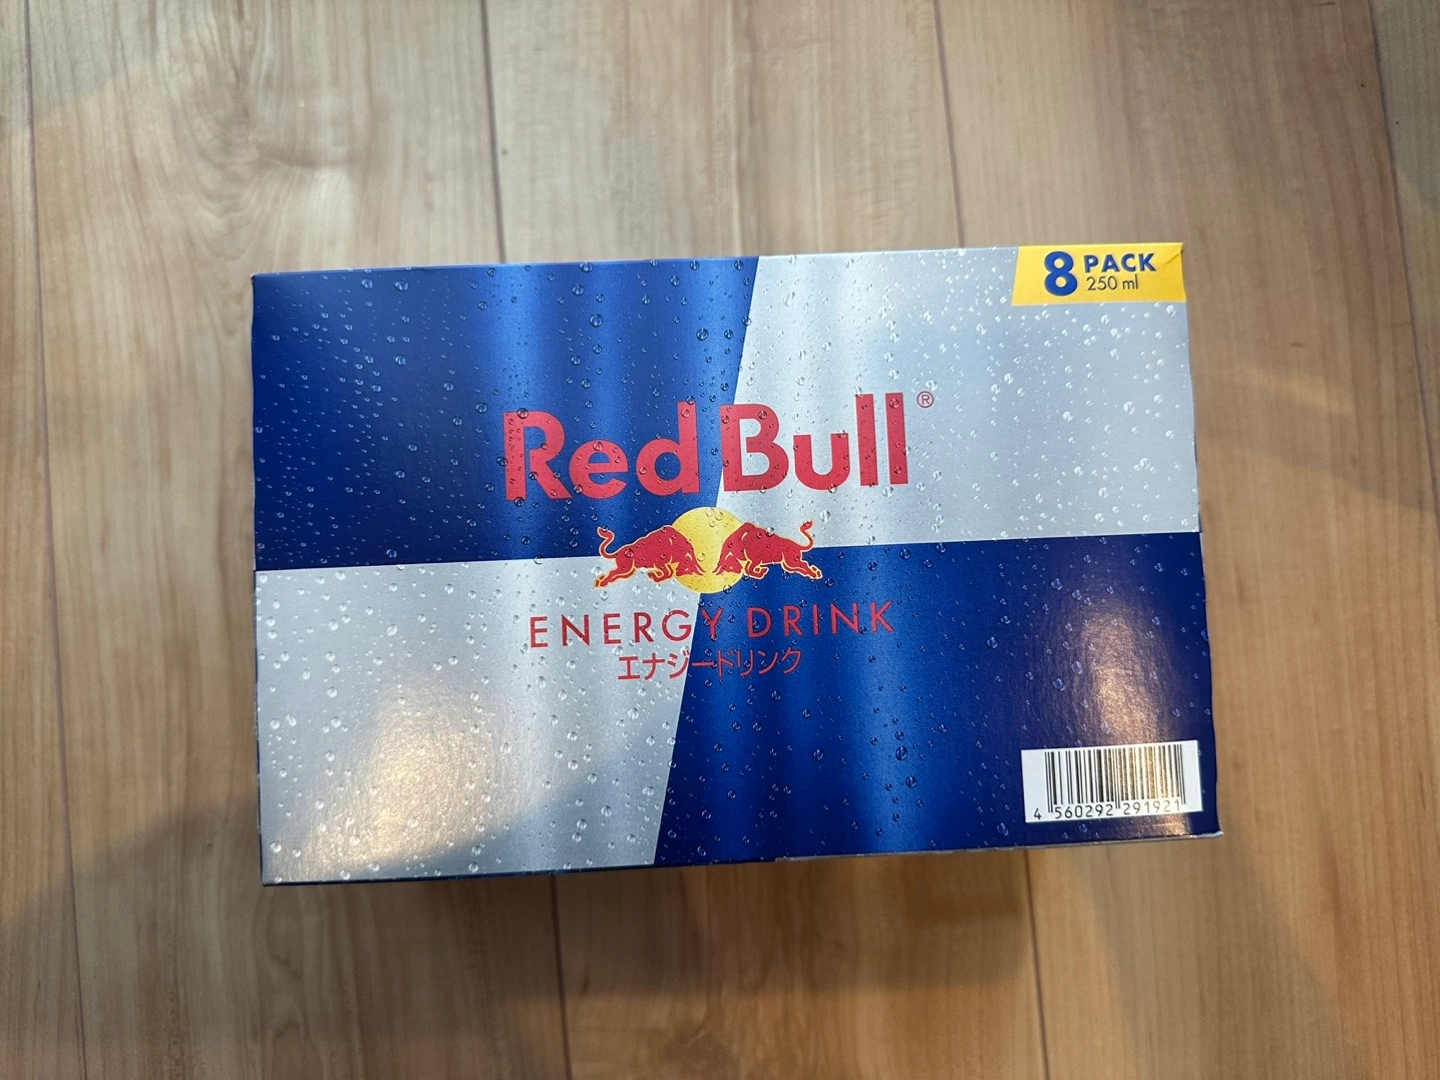 8 PACK
250 ml
Red Bull®
ENERGY DRINK
エナジードリンク
4 560292 291921